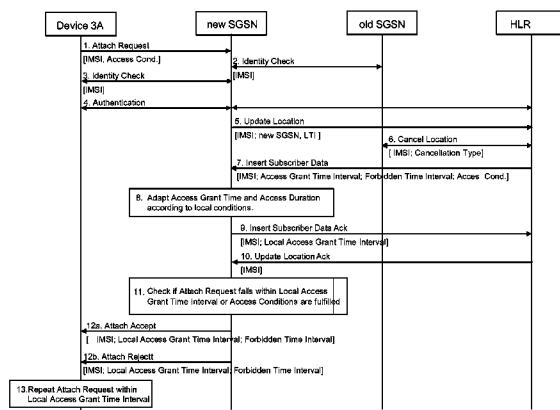 Device 3A
new SGSN
old SGSN
HLR
1. Attach Request
[IMSI, Access Cond.]
2. Identity Check
[IMSI]
3. Identity Check
[IMSI]
4. Authentication
5. Update Location
[IMSI; new SGSN, LTI ]
6. Cancel Location
[ IMSI; Cancellation Type]
7. Insert Subscriber Data
[IMSI; Access Grant Time Interval; Forbidden Time Interval; Acces Cond.]
8. Adapt Access Grant Time and Access Duration
according to local conditions.
9. Insert Subscriber Data Ack
[IMSI; Local Access Grant Time Interval]
10. Update Location Ack
[IMSI]
11. Check if Attach Request falls within Local Access
Grant Time Interval or Access Conditions are fulfilled
12a. Attach Accept
[ IMSI; Local Access Grant Time Interval; Forbidden Time Interval]
12b. Attach Rejectt
[IMSI; Local Access Grant Time Interval; Forbidden Time Interval]
13. Repeat Attach Request within
Local Access Grant Time Interval